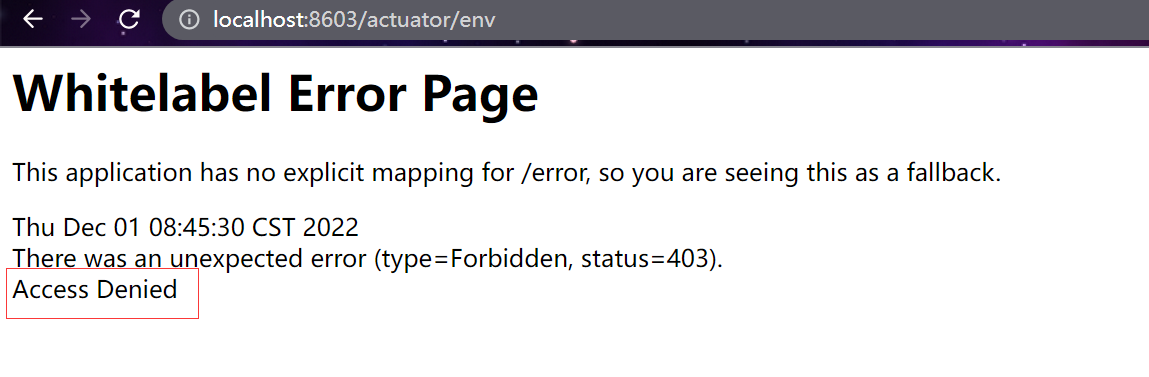 localhost:8603/actuator/env
Whitelabel Error Page
This application has no explicit mapping for /error, so you are seeing this as a fallback.
Thu Dec 01 08:45:30 CST 2022
There was an unexpected error (type=Forbidden, status=403).
Access Denied